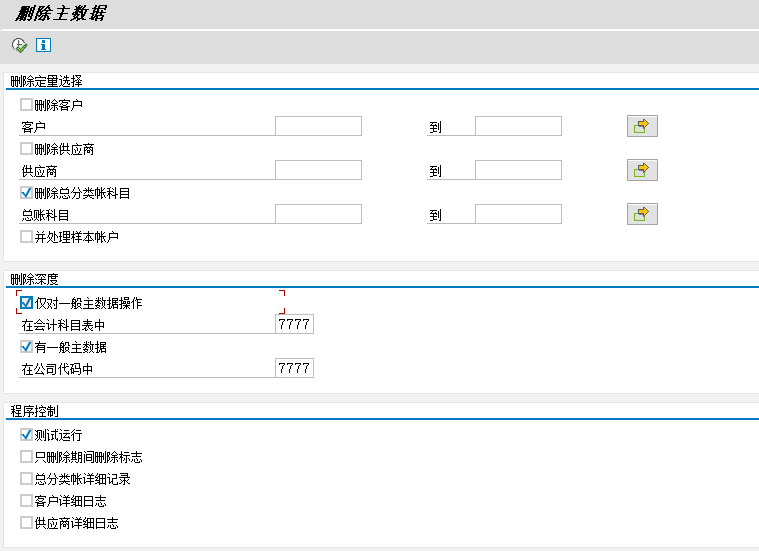 删除主数据
删除定量选择
删除客户
客户 到
删除供应商
供应商 到
删除总分类帐科目
总账科目 到
并处理样本帐户
删除深度
仅对一般主数据操作
在会计科目表中 7777
有一般主数据
在公司代码中 7777
程序控制
测试运行
只删除期间删除标志
总分类帐详细记录
客户详细日志
供应商详细日志